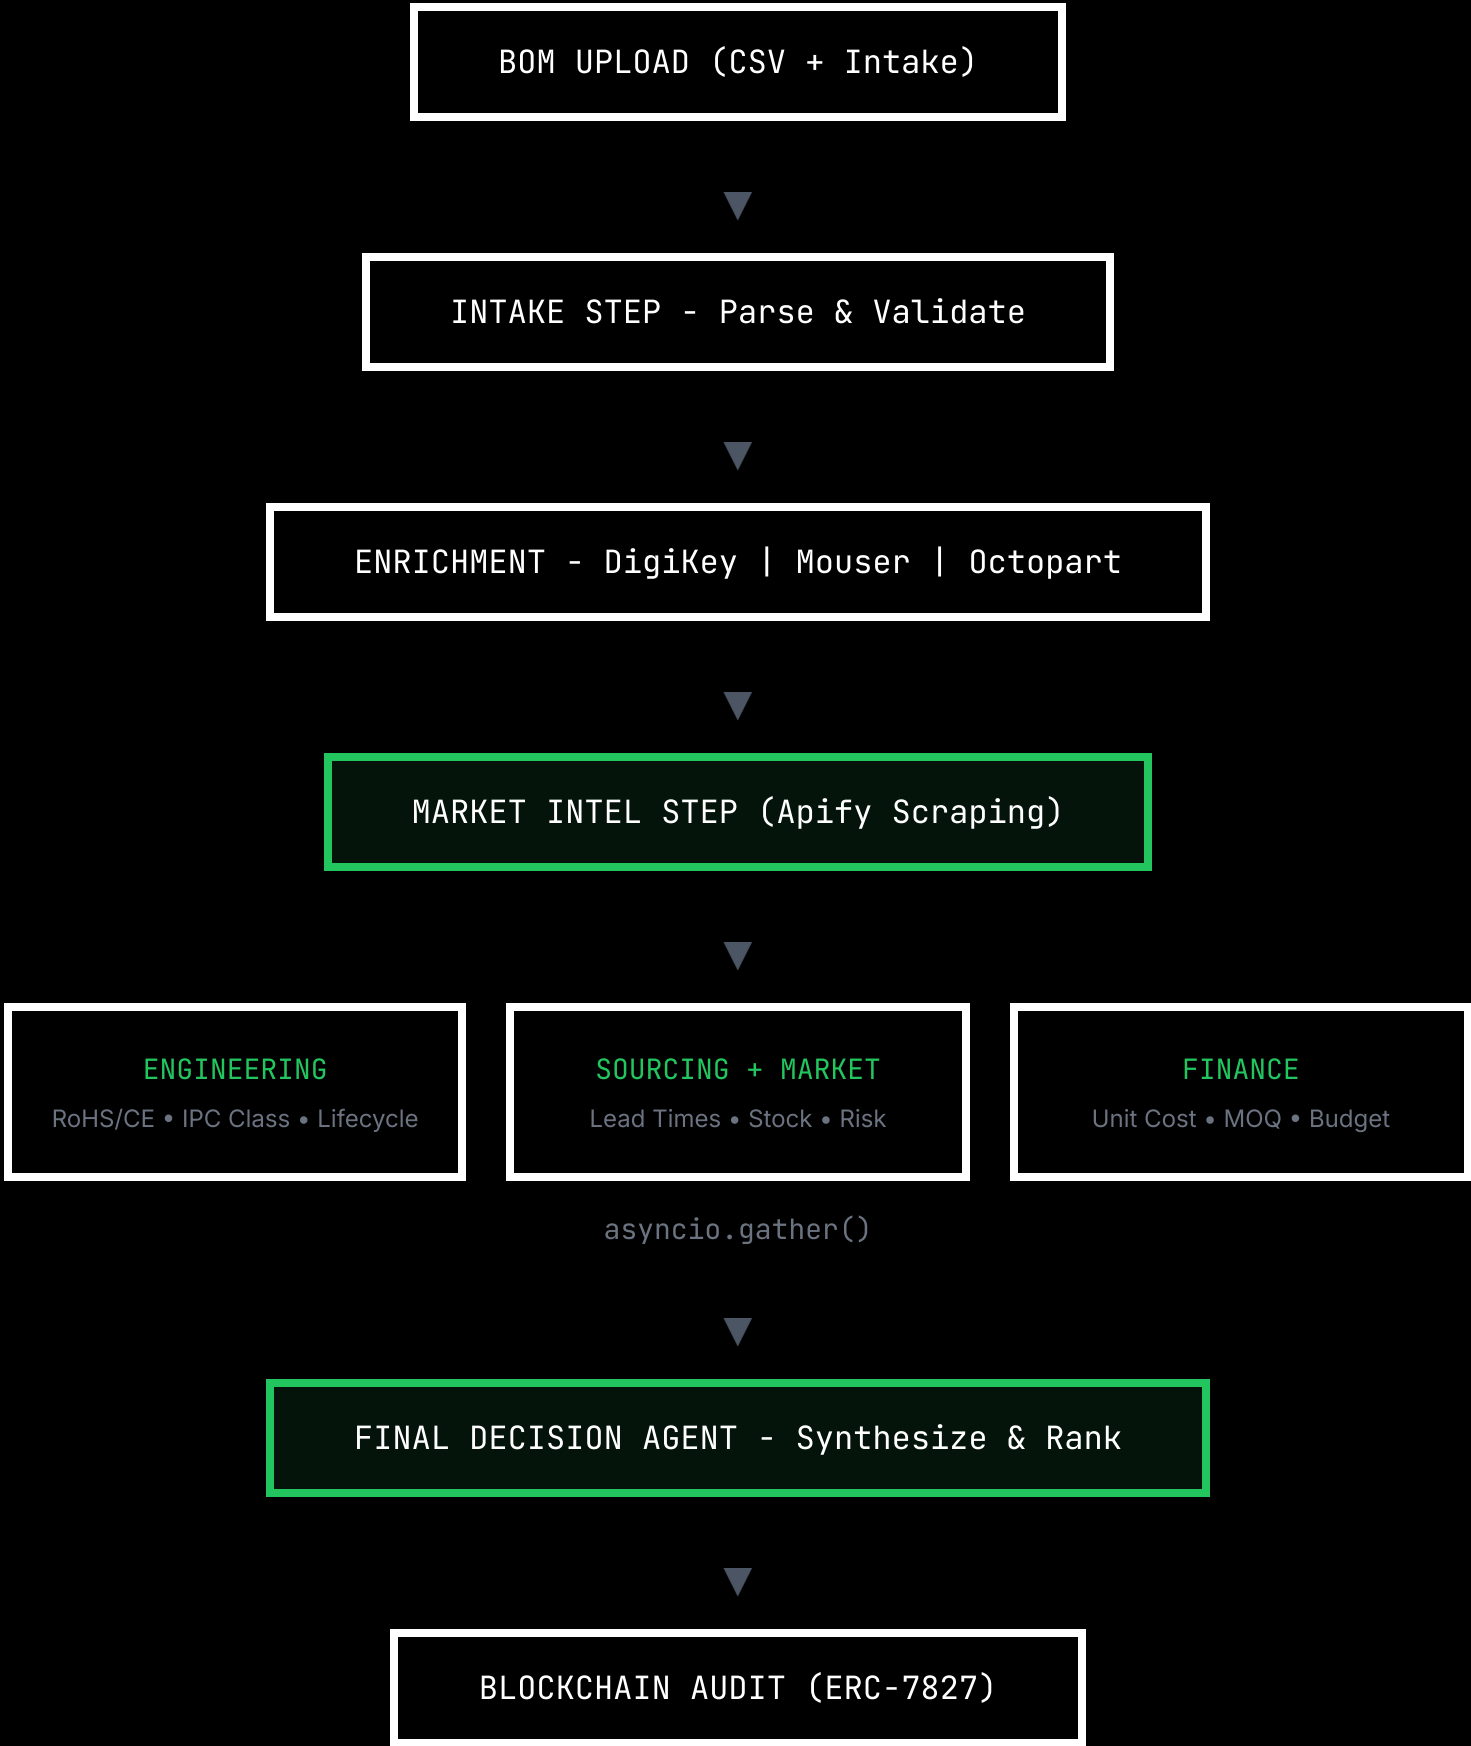 BOM UPLOAD (CSV + Intake)
INTAKE STEP - Parse & Validate
ENRICHMENT - DigiKey | Mouser | Octopart
MARKET INTEL STEP (Apify Scraping)
ENGINEERING
RoHS/CE • IPC Class • Lifecycle
SOURCING + MARKET
Lead Times • Stock • Risk
FINANCE
Unit Cost • MOQ • Budget
asyncio.gather()
FINAL DECISION AGENT - Synthesize & Rank
BLOCKCHAIN AUDIT (ERC-7827)